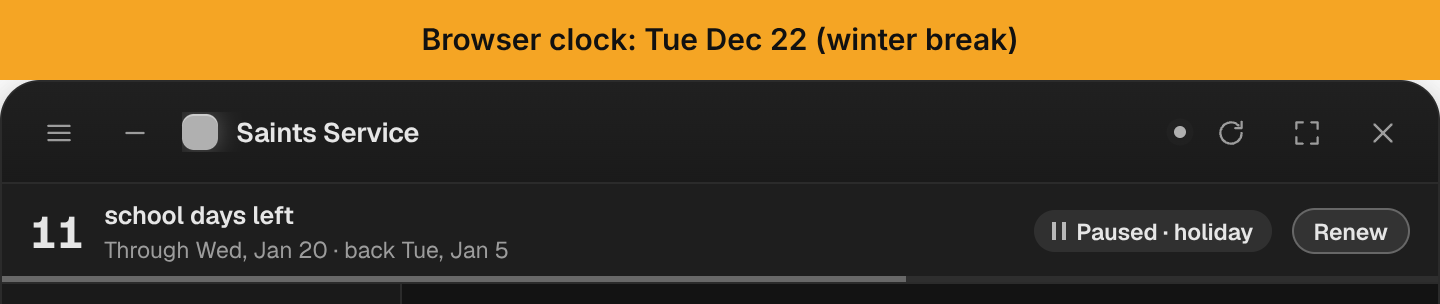 Browser clock: Tue Dec 22 (winter break)
Saints Service
11
school days left
Through Wed, Jan 20 · back Tue, Jan 5
Paused · holiday
Renew